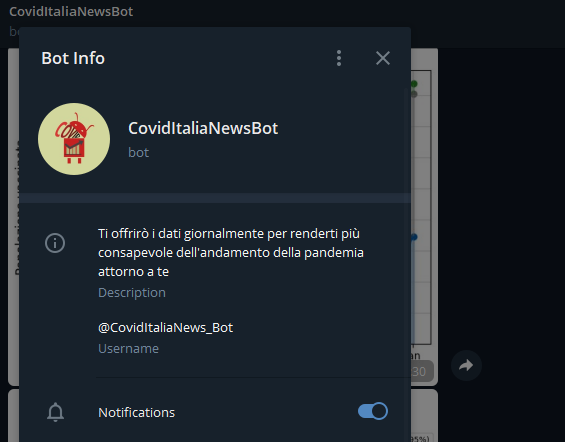 CovidItaliaNewsBot
Bot Info
CovidItaliaNewsBot
bot
Ti offrirò i dati giornalmente per renderti più
consapevole dell'andamento della pandemia
attorno a te
Description
@CovidItaliaNews_Bot
Username
30
Notifications